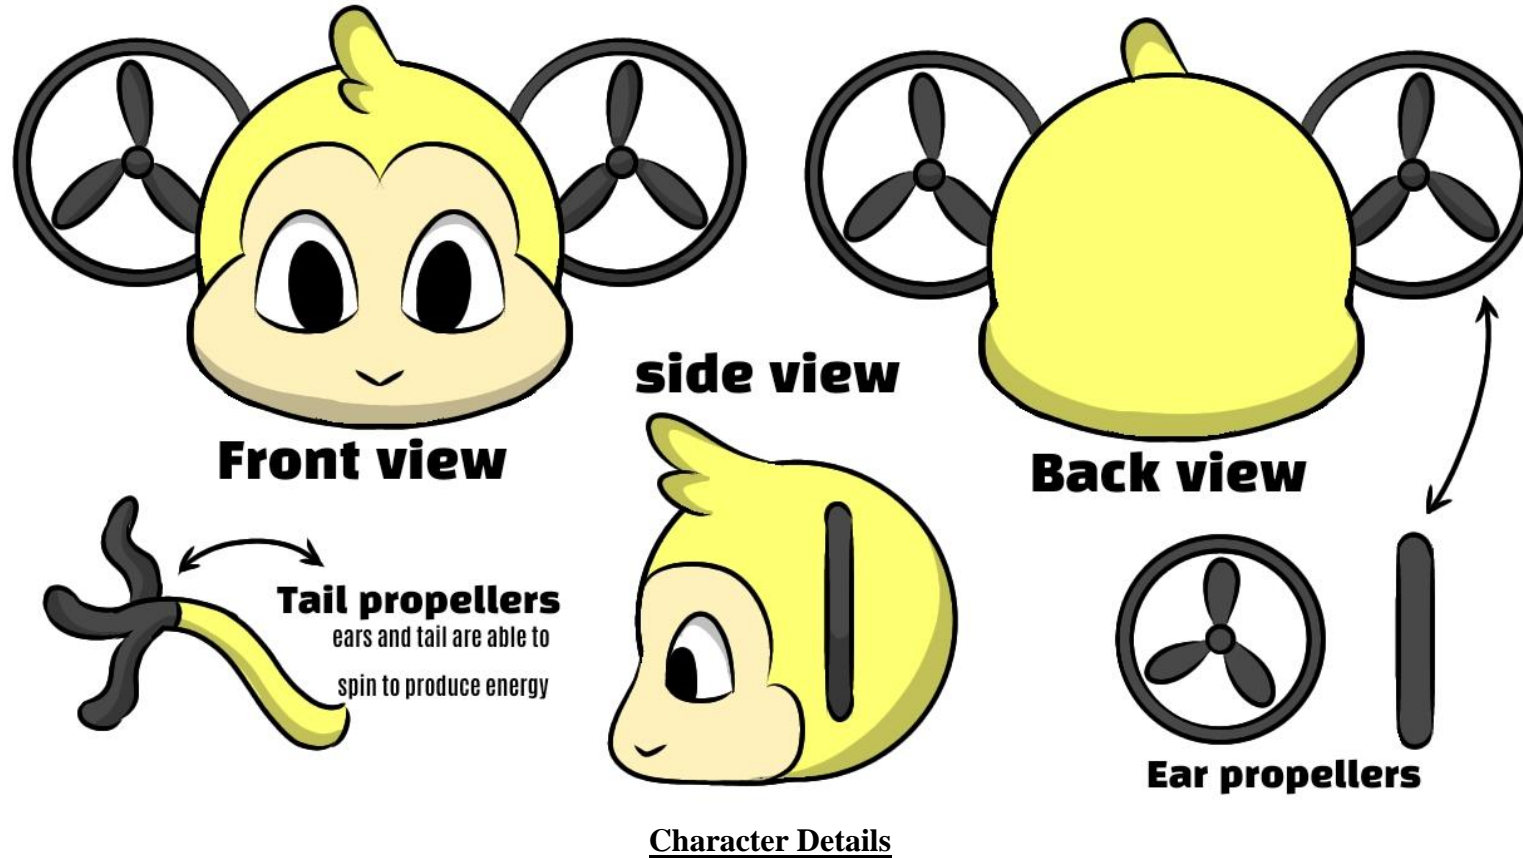 side view
Front view
Back view
Tail propellers
ears and tail are able to
spin to produce energy
Ear propellers
Character Details